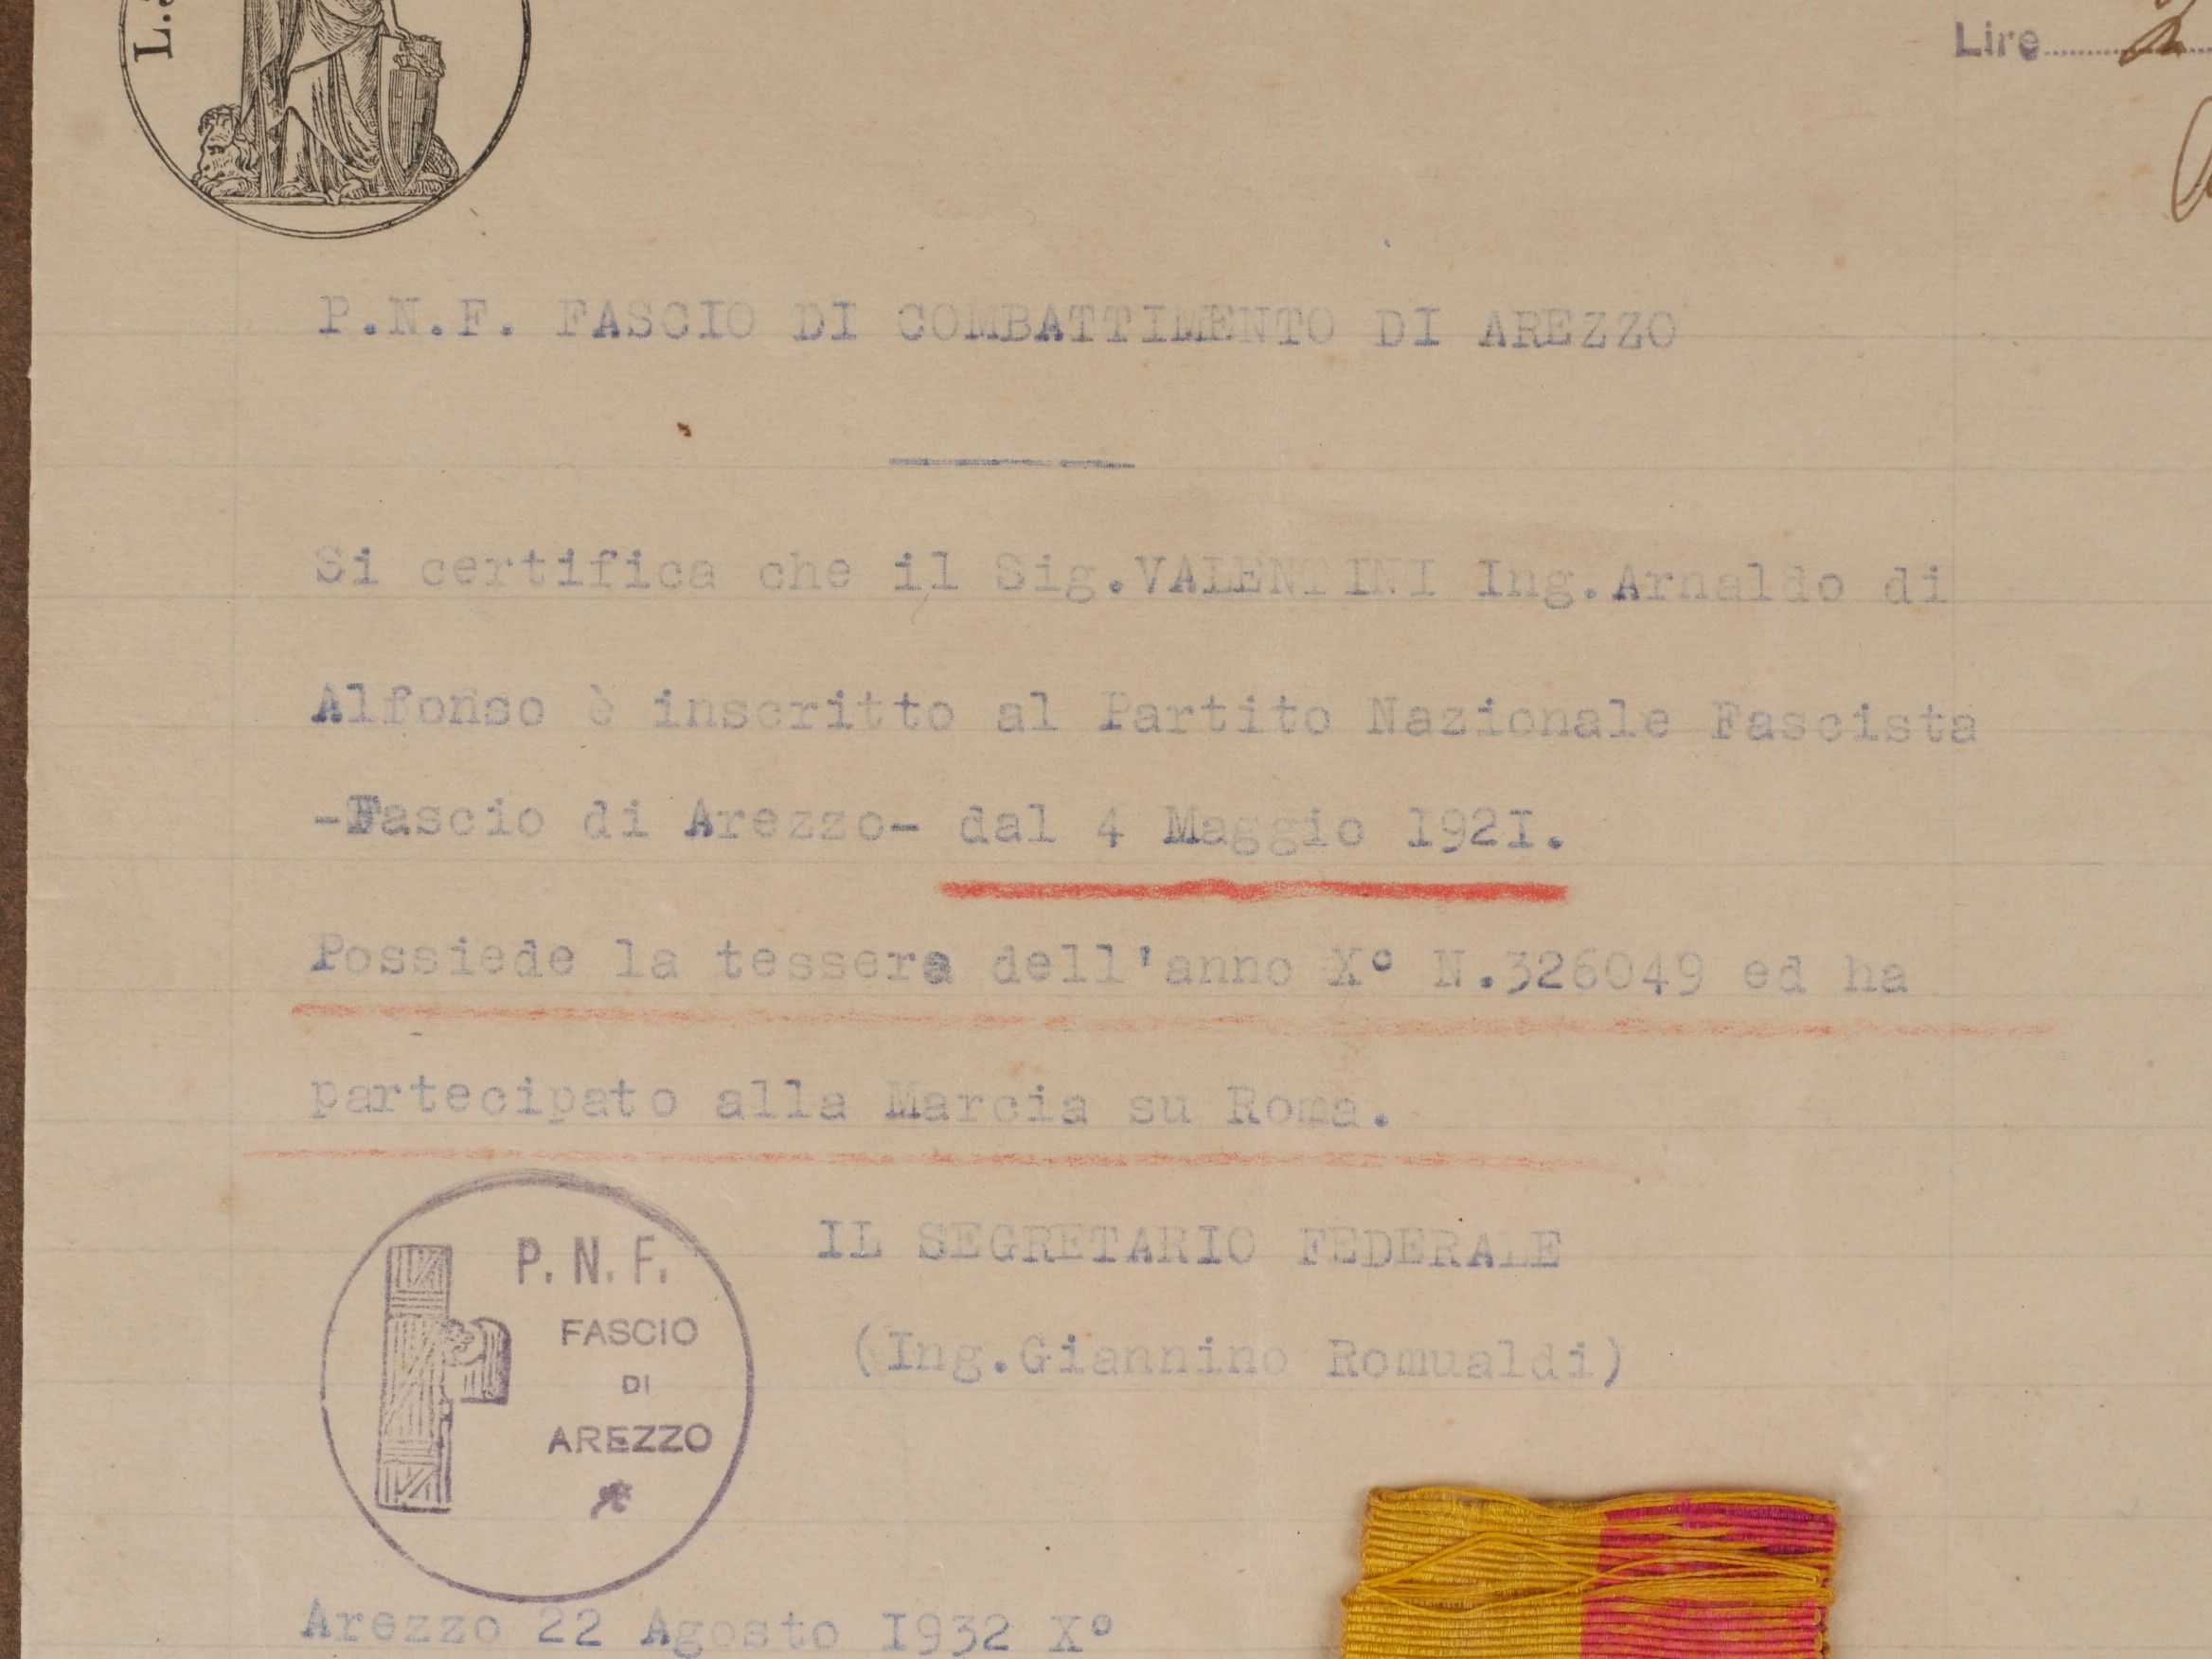 L.
Lire
P.N.F. FASCIO DI COMBATTIMENTO DI AREZZO
Si certifica che il Sig.VALENTINI Ing.Arnaldo di
Alfonso è inscritto al Partito Nazionale Fascista
-Fascio di Arezzo- dal 4 Maggio I92I.
Possiede la tessera dell'anno X° N.326049 ed ha
partecipato alla Marcia su Roma.
IL SEGRETARIO FEDERALE
(Ing.Giannino Romualdi)
P. N. F.
FASCIO
DI
AREZZO
Arezzo 22 Agosto I932 X°